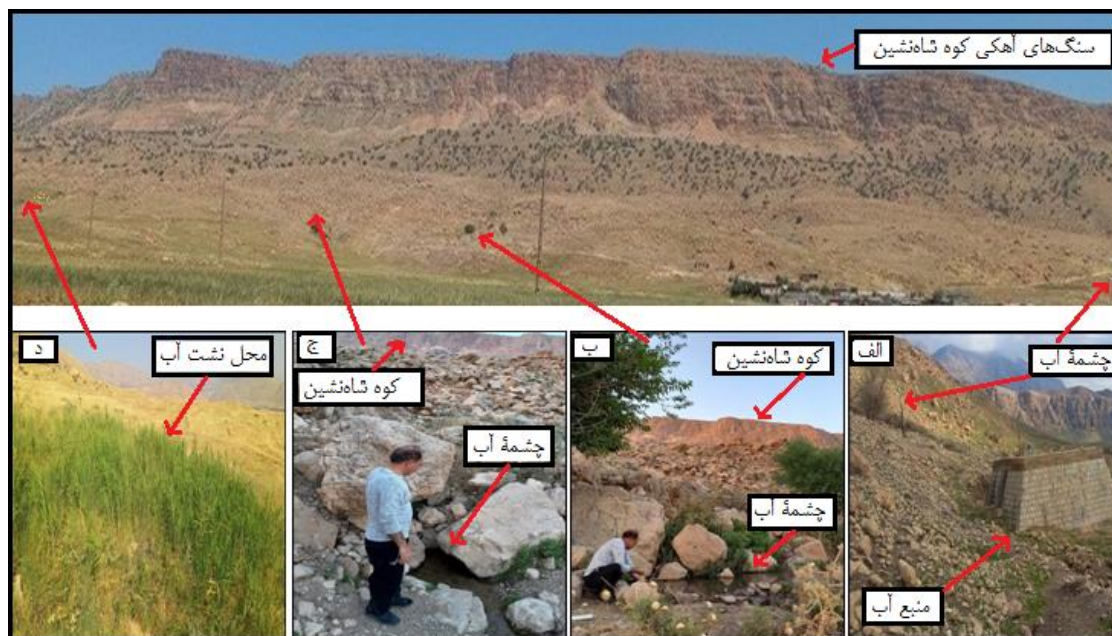 سنگ‌های آهکی کوه شاه‌نشین
الف
چشمهٔ آب
منبع آب
ب
کوه شاه‌نشین
چشمهٔ آب
ج
کوه شاه‌نشین
چشمهٔ آب
د
محل نشت آب